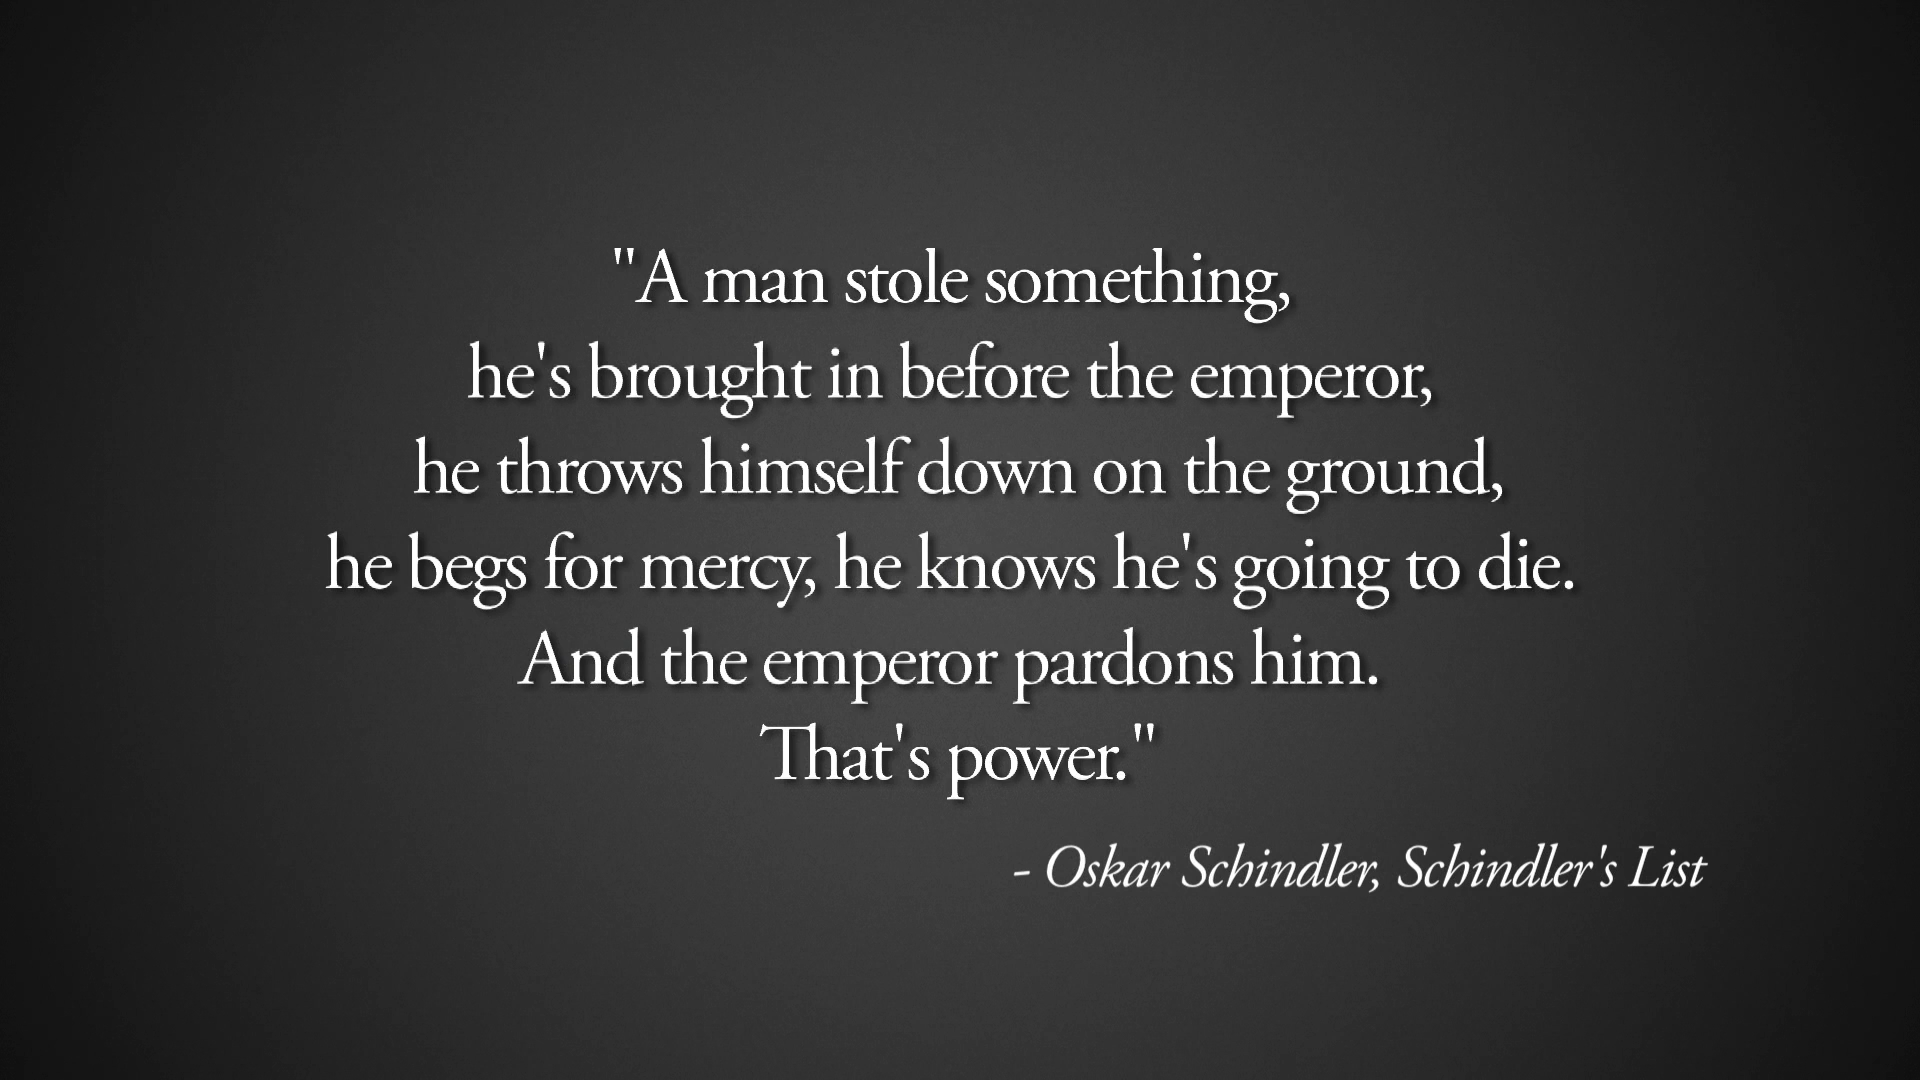 "A man stole something,
he's brought in before the emperor,
he throws himself down on the ground,
he begs for mercy, he knows he's going to die.
And the emperor pardons him.
That's power."
- Oskar Schindler, Schindler's List